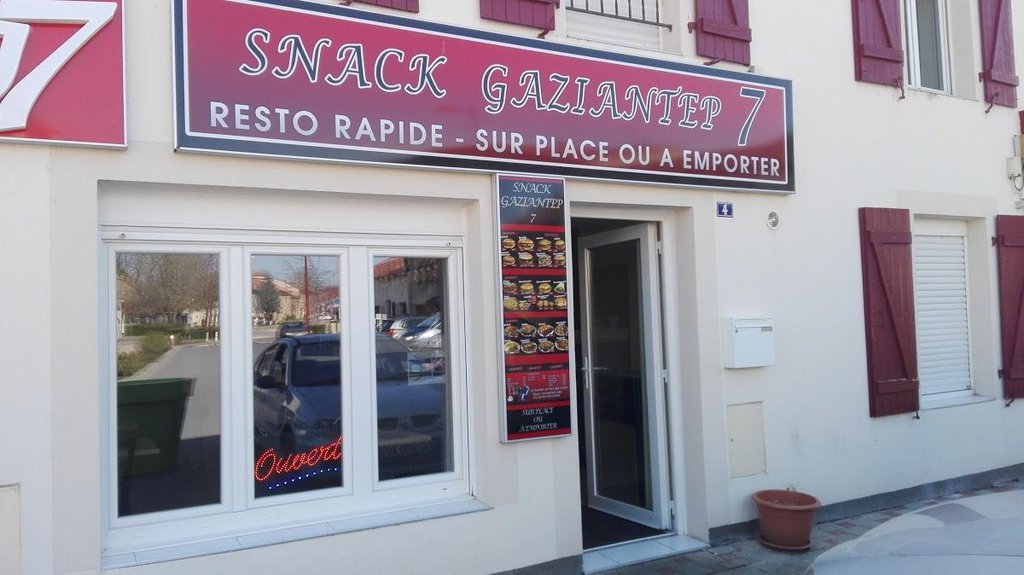 7
SNACK GAZIANTEP 7
RESTO RAPIDE - SUR PLACE OU A EMPORTER
SNACK
GAZIANTEP
7
4
Ouvert
SUR PLACE
OU
A EMPORTER